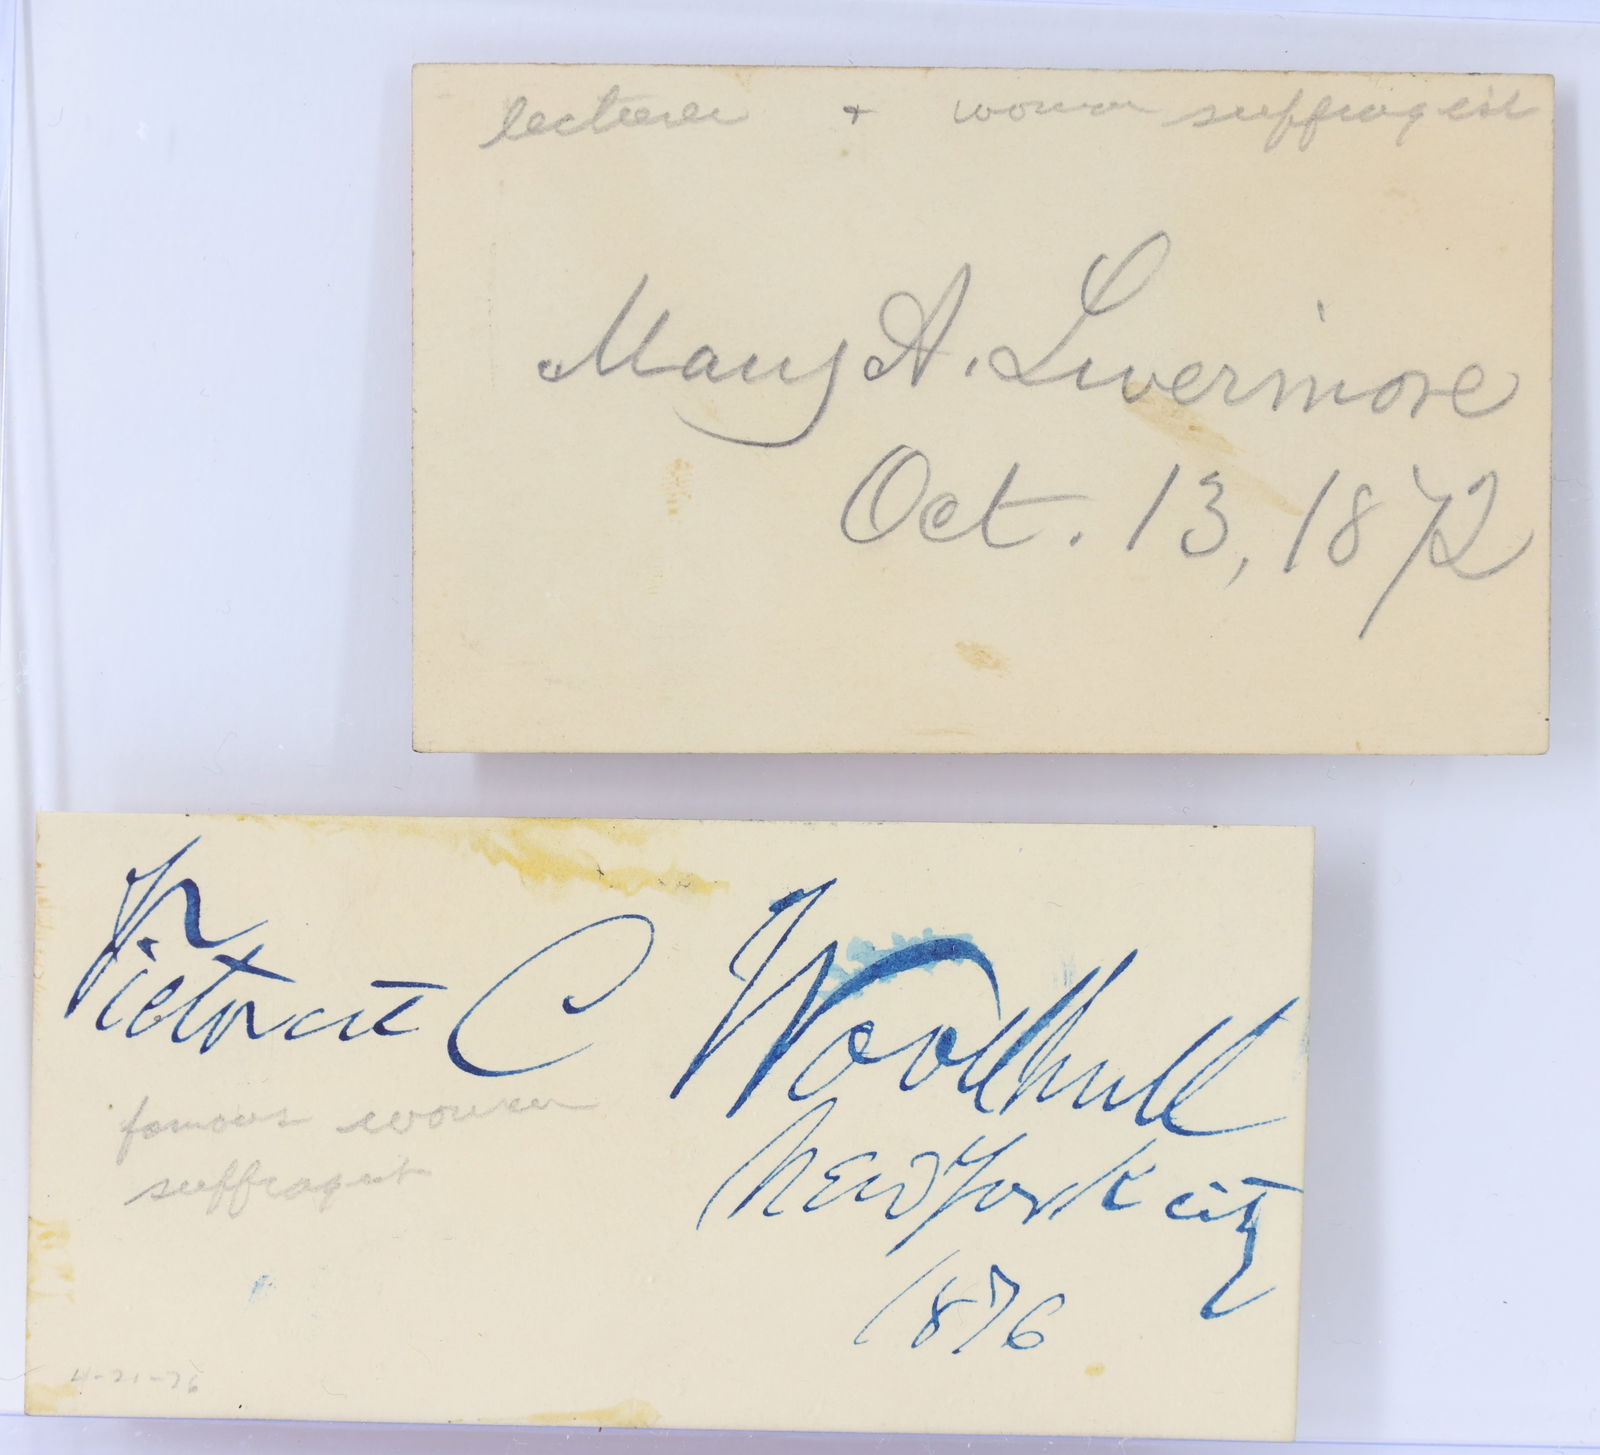 lecturer + woman suffragist
Mary A. Livermore
Oct. 13, 1872
Victoria C Woodhull
famous woman
suffragist
New York city
1876
4-21-76